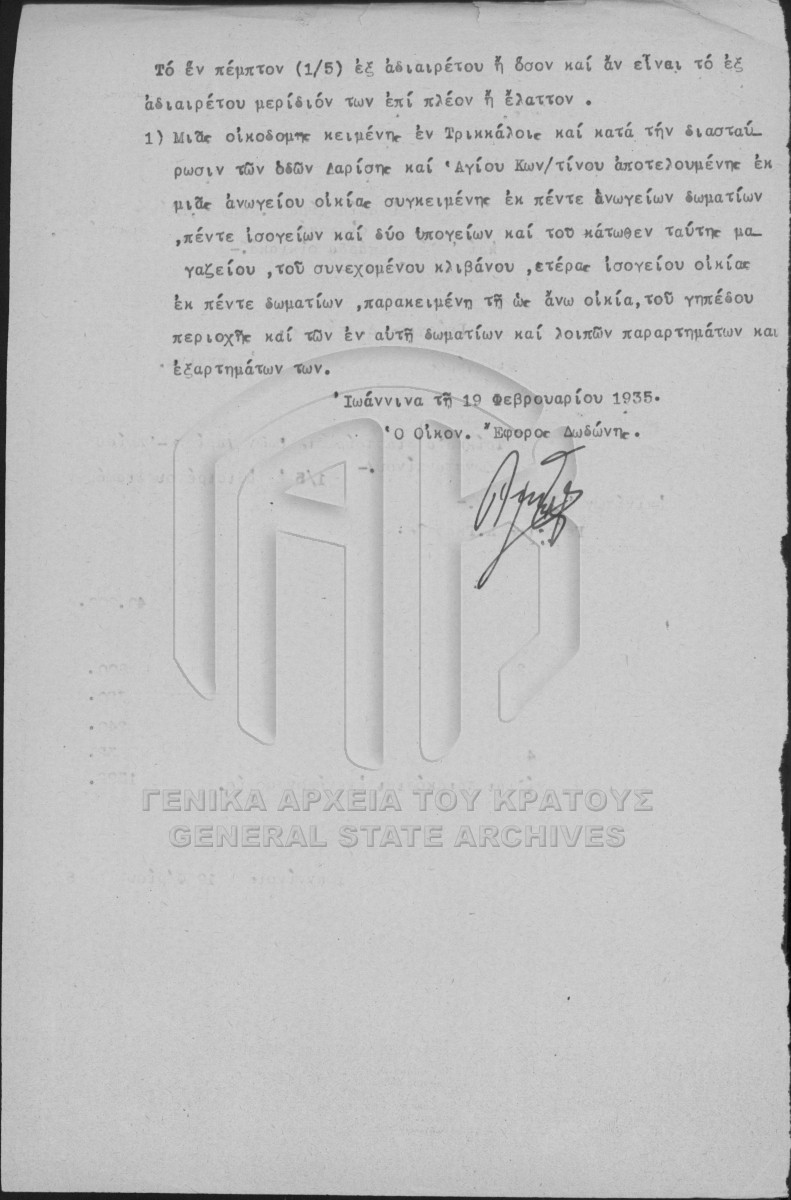 Τό ἕν πέμπτον (1/5) ἐξ ἀδιαιρέτου ἤ ὅσον καί ἄν εἶναι τό ἐξ
ἀδιαιρέτου μερίδιόν των ἐπί πλέον ἤ ἔλαττον .
1) Μιᾶς οἰκοδομῆς κειμένης ἐν Τρικκάλοις καί κατά τήν διασταύ_
ρωσιν τῶν ὁδῶν Λαρίσης καί Ἁγίου Κων/τίνου ἀποτελουμένης ἐκ
μιᾶς ἀνωγείου οἰκίας συγκειμένης ἐκ πέντε ἀνωγείων δωματίων
,πέντε ἰσογείων καί δύο ὑπογείων καί τοῦ κάτωθεν ταύτης μα_
γαζείου ,τοῦ συνεχομένου κλιβάνου ,ετέρας ἰσογείου οἰκίας
ἐκ πέντε δωματίων ,παρακειμένη τῆ ὡς ἄνω οἰκία,τοῦ γηπέδου
περιοχῆς καί τῶν ἐν αὐτῆ δωματίων καί λοιπῶν παραρτημάτων και
ἐξαρτημάτων των.
Ἰωάννινα τῆ 19 Φεβρουαρίου 1935.
Ὁ Οἰκον. Ἔφορος Δωδώνης.
ΓΕΝΙΚΑ ΑΡΧΕΙΑ ΤΟΥ ΚΡΑΤΟΥΣ
GENERAL STATE ARCHIVES